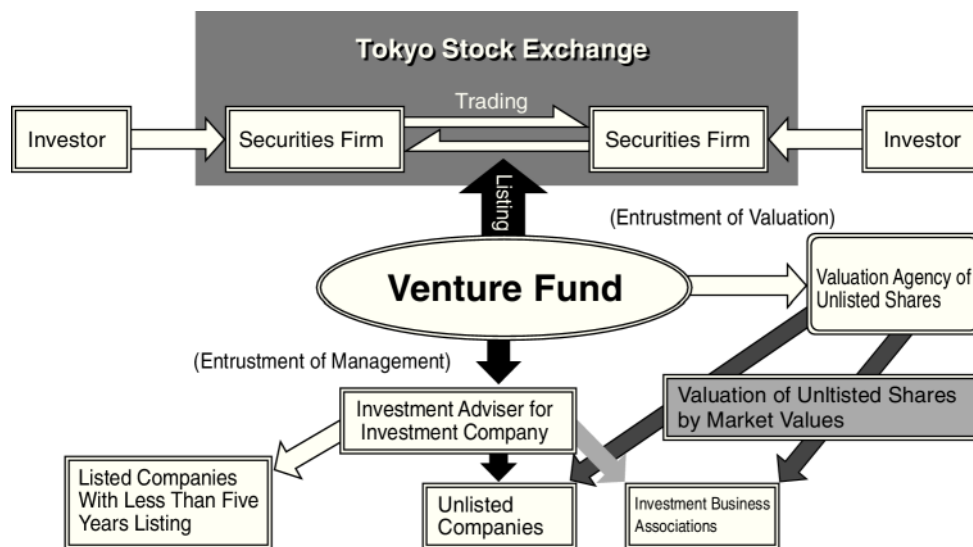 Tokyo Stock Exchange
Trading
Investor
Securities Firm
Securities Firm
Investor
Listing
(Entrustment of Valuation)
Venture Fund
Valuation Agency of
Unlisted Shares
(Entrustment of Management)
Valuation of Unltisted Shares
by Market Values
Investment Adviser for
Investment Company
Listed Companies
With Less Than Five
Years Listing
Unlisted
Companies
Investment Business
Associations